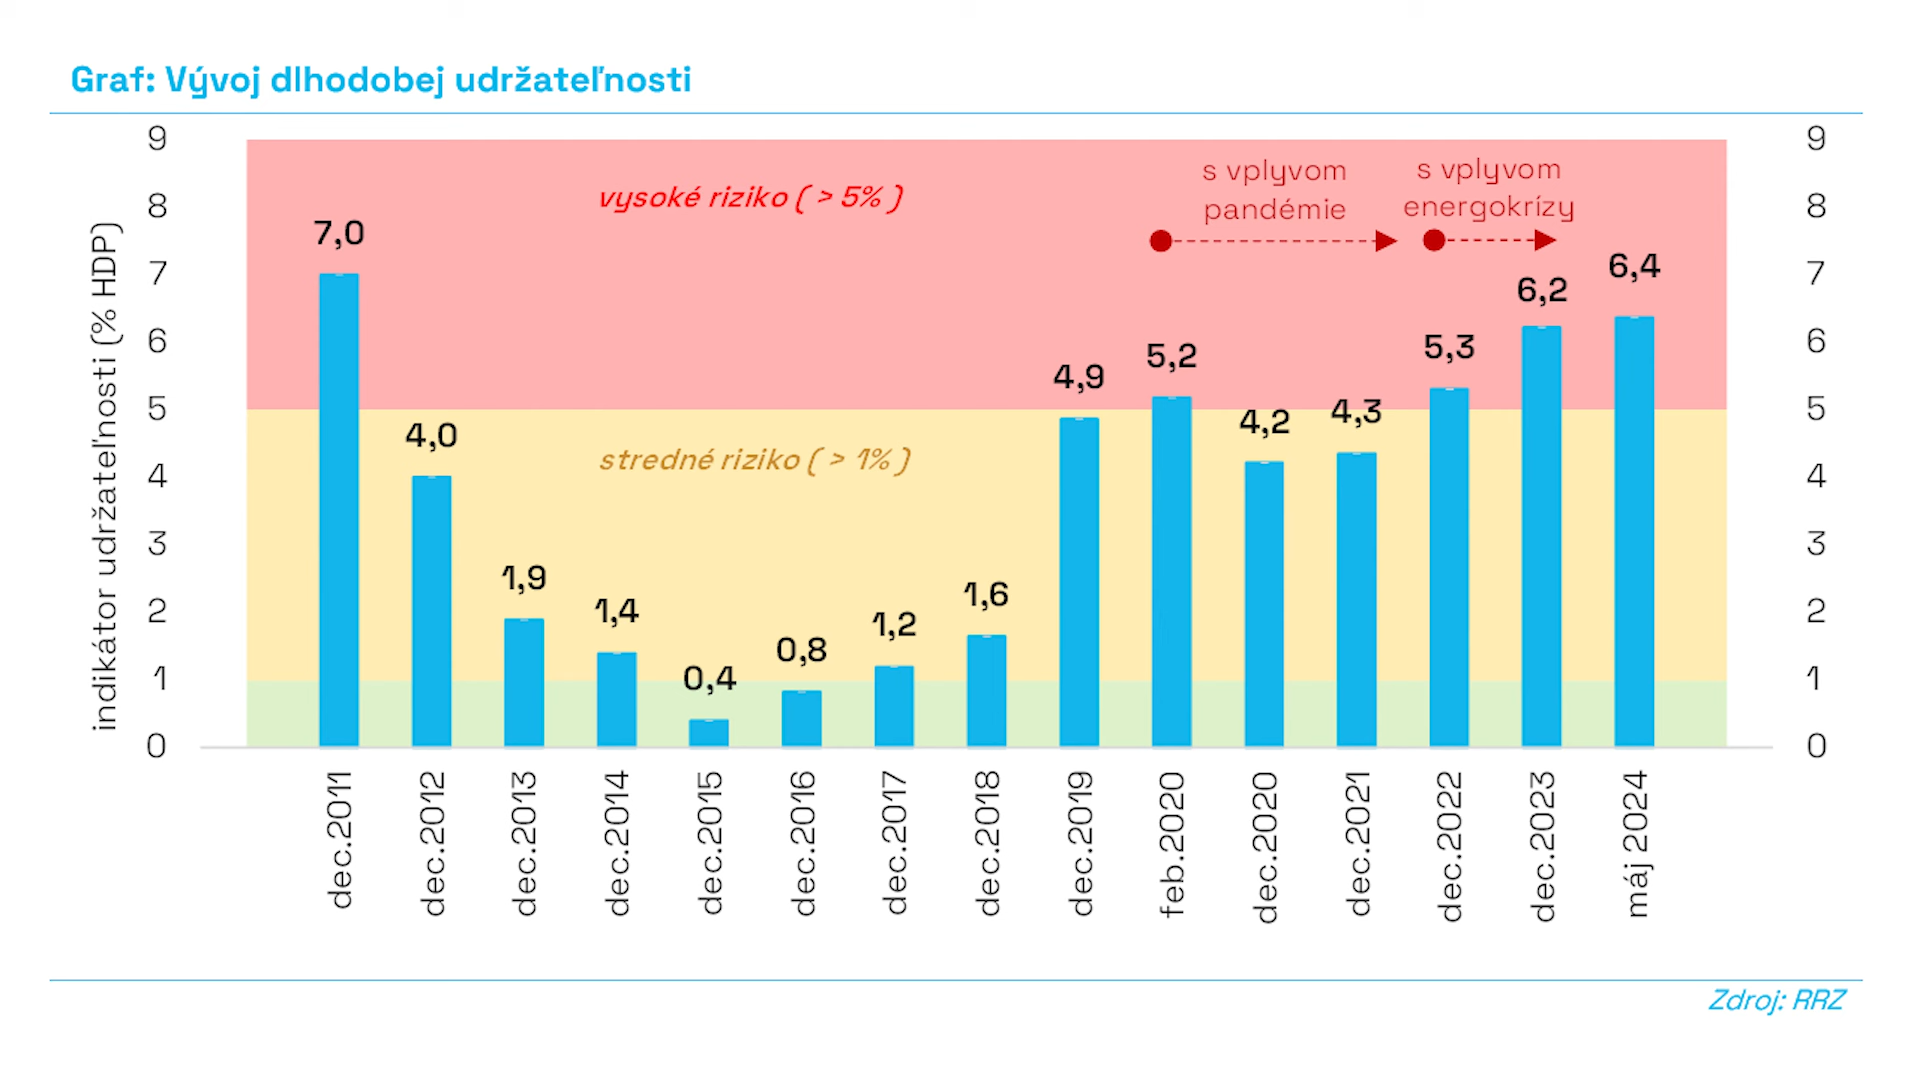 Graf: Vývoj dlhodobej udržateľnosti
indikátor udržateľnosti (% HDP)
9
8
7
6
5
4
3
2
1
0
9
8
7
6
5
4
3
2
1
0
vysoké riziko ( > 5% )
stredné riziko ( > 1% )
s vplyvom
pandémie
s vplyvom
energokrízy
7,0
4,0
1,9
1,4
0,4
0,8
1,2
1,6
4,9
5,2
4,2
4,3
5,3
6,2
6,4
dec.2011
dec.2012
dec.2013
dec.2014
dec.2015
dec.2016
dec.2017
dec.2018
dec.2019
feb.2020
dec.2020
dec.2021
dec.2022
dec.2023
máj 2024
Zdroj: RRZ